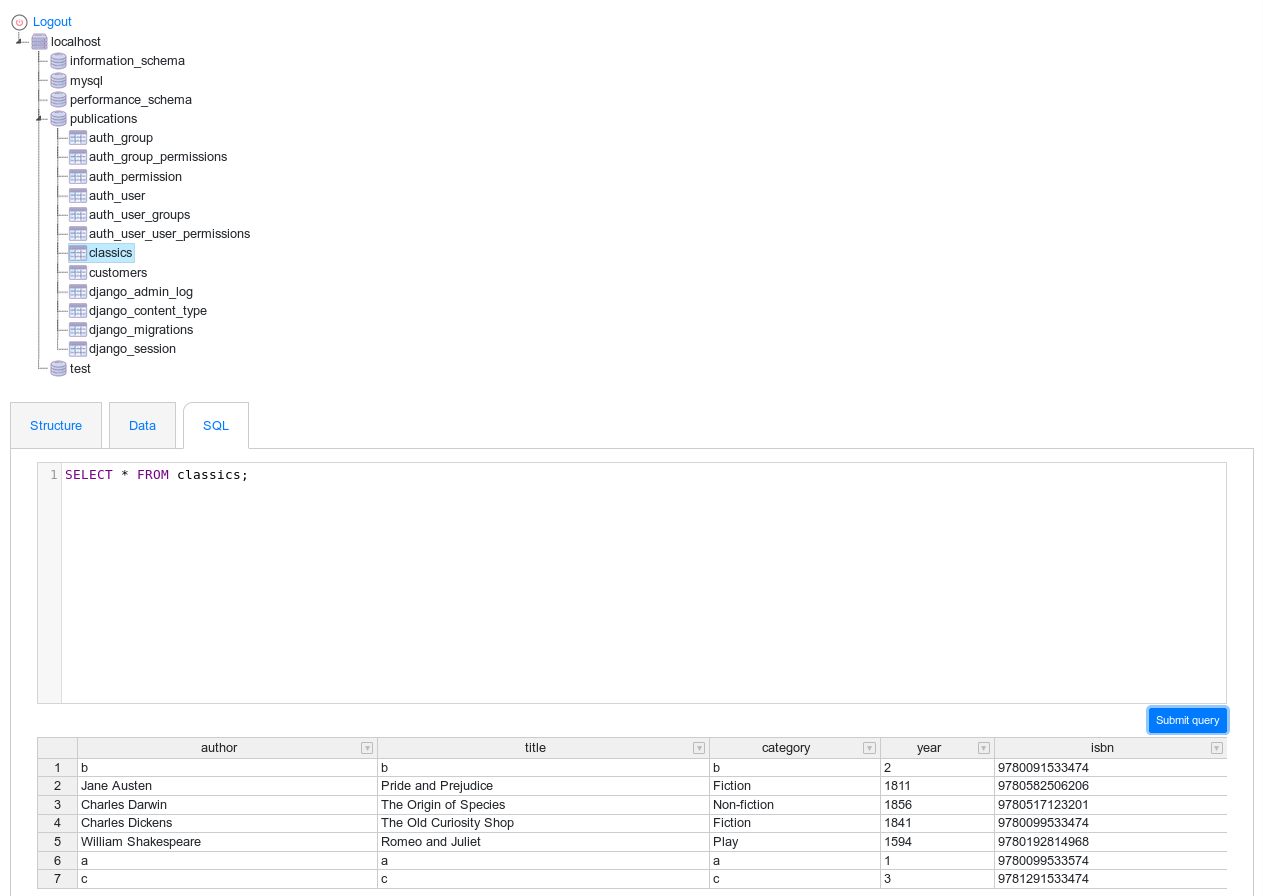 Logout
localhost
information_schema
mysql
performance_schema
publications
auth_group
auth_group_permissions
auth_permission
auth_user
auth_user_groups
auth_user_user_permissions
classics
customers
django_admin_log
django_content_type
django_migrations
django_session
test
Structure Data SQL
1 SELECT * FROM classics;
Submit query
author title category year isbn
1 b b b 2 9780091533474
2 Jane Austen Pride and Prejudice Fiction 1811 9780582506206
3 Charles Darwin The Origin of Species Non-fiction 1856 9780517123201
4 Charles Dickens The Old Curiosity Shop Fiction 1841 9780099533474
5 William Shakespeare Romeo and Juliet Play 1594 9780192814968
6 a a a 1 9780099533574
7 c c c 3 9781291533474